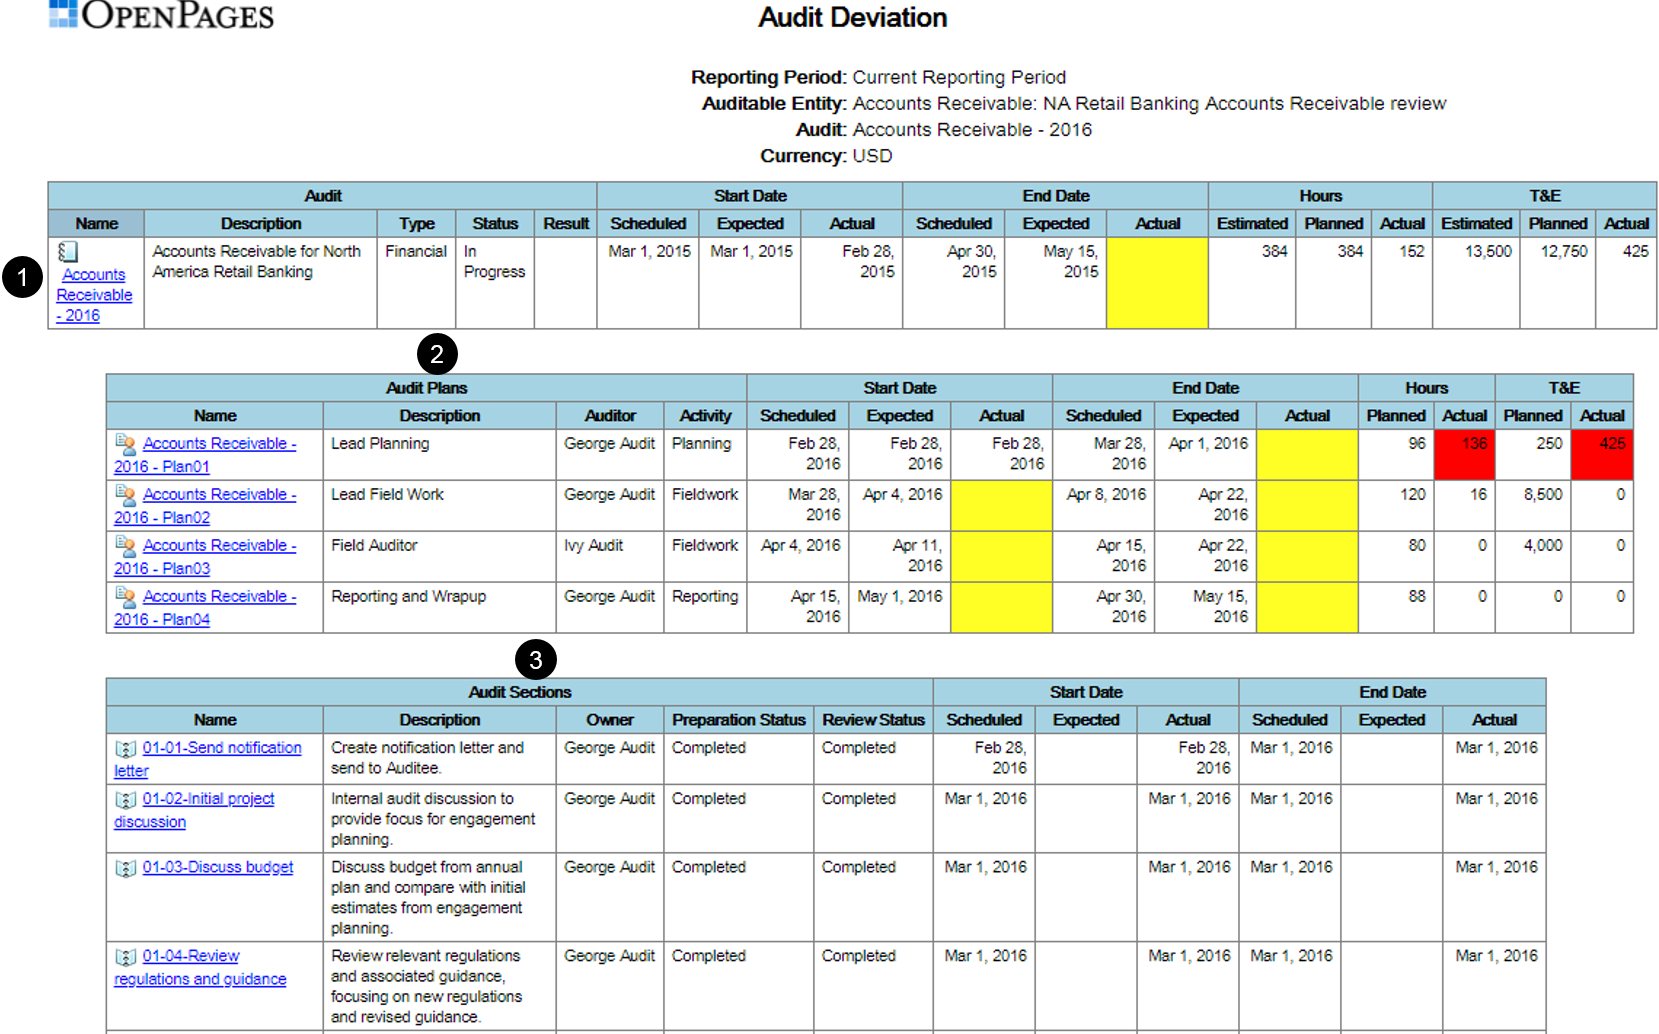 OPENPAGES
Audit Deviation
Reporting Period: Current Reporting Period
Auditable Entity: Accounts Receivable: NA Retail Banking Accounts Receivable review
Audit: Accounts Receivable - 2016
Currency: USD
Audit Start Date End Date Hours T&E
Name Description Type Status Result Scheduled Expected Actual Scheduled Expected Actual Estimated Planned Actual Estimated Planned Actual
1
Accounts Receivable for North Financial In Mar 1, 2015 Mar 1, 2015 Feb 28, Apr 30, May 15, 384 384 152 13,500 12,750 425
Accounts America Retail Banking Progress 2015 2015 2015
Receivable
- 2016
2
Audit Plans Start Date End Date Hours T&E
Name Description Auditor Activity Scheduled Expected Actual Scheduled Expected Actual Planned Actual Planned Actual
Accounts Receivable - Lead Planning George Audit Planning Feb 28, Feb 28, Feb 28, Mar 28, Apr 1, 2016 96 136 250 425
2016 - Plan01 2016 2016 2016 2016
Accounts Receivable - Lead Field Work George Audit Fieldwork Mar 28, Apr 4, 2016 Apr 8, 2016 Apr 22, 120 16 8,500 0
2016 - Plan02 2016 2016
Accounts Receivable - Field Auditor Ivy Audit Fieldwork Apr 4, 2016 Apr 11, Apr 15, Apr 22, 80 0 4,000 0
2016 - Plan03 2016 2016 2016
Accounts Receivable - Reporting and Wrapup George Audit Reporting Apr 15, May 1, 2016 Apr 30, May 15, 88 0 0 0
2016 - Plan04 2016 2016 2016
3
Audit Sections Start Date End Date
Name Description Owner Preparation Status Review Status Scheduled Expected Actual Scheduled Expected Actual
01-01-Send notification Create notification letter and George Audit Completed Completed Feb 28, Feb 28, Mar 1, 2016 Mar 1, 2016
letter send to Auditee. 2016 2016
01-02-Initial project Internal audit discussion to George Audit Completed Completed Mar 1, 2016 Mar 1, 2016 Mar 1, 2016 Mar 1, 2016
discussion provide focus for engagement
planning.
01-03-Discuss budget Discuss budget from annual George Audit Completed Completed Mar 1, 2016 Mar 1, 2016 Mar 1, 2016 Mar 1, 2016
plan and compare with initial
estimates from engagement
planning.
01-04-Review Review relevant regulations George Audit Completed Completed Mar 1, 2016 Mar 1, 2016 Mar 1, 2016 Mar 1, 2016
regulations and guidance and associated guidance,
focusing on new regulations
and revised guidance.